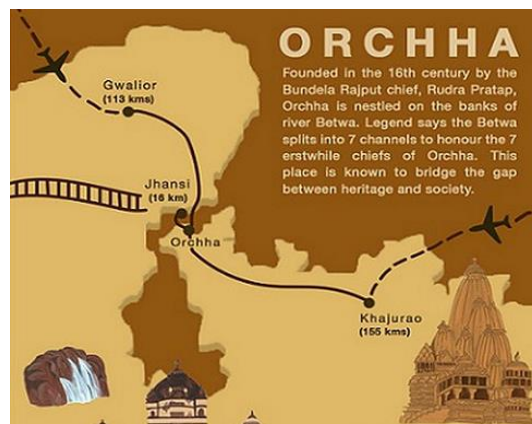 ORCHHA
Founded in the 16th century by the
Bundela Rajput chief, Rudra Pratap,
Orchha is nestled on the banks of
river Betwa. Legend says the Betwa
splits into 7 channels to honour the 7
erstwhile chiefs of Orchha. This
place is known to bridge the gap
between heritage and society.
Gwalior
(113 kms)
Jhansi
(16 km)
Orchha
Khajurao
(155 kms)